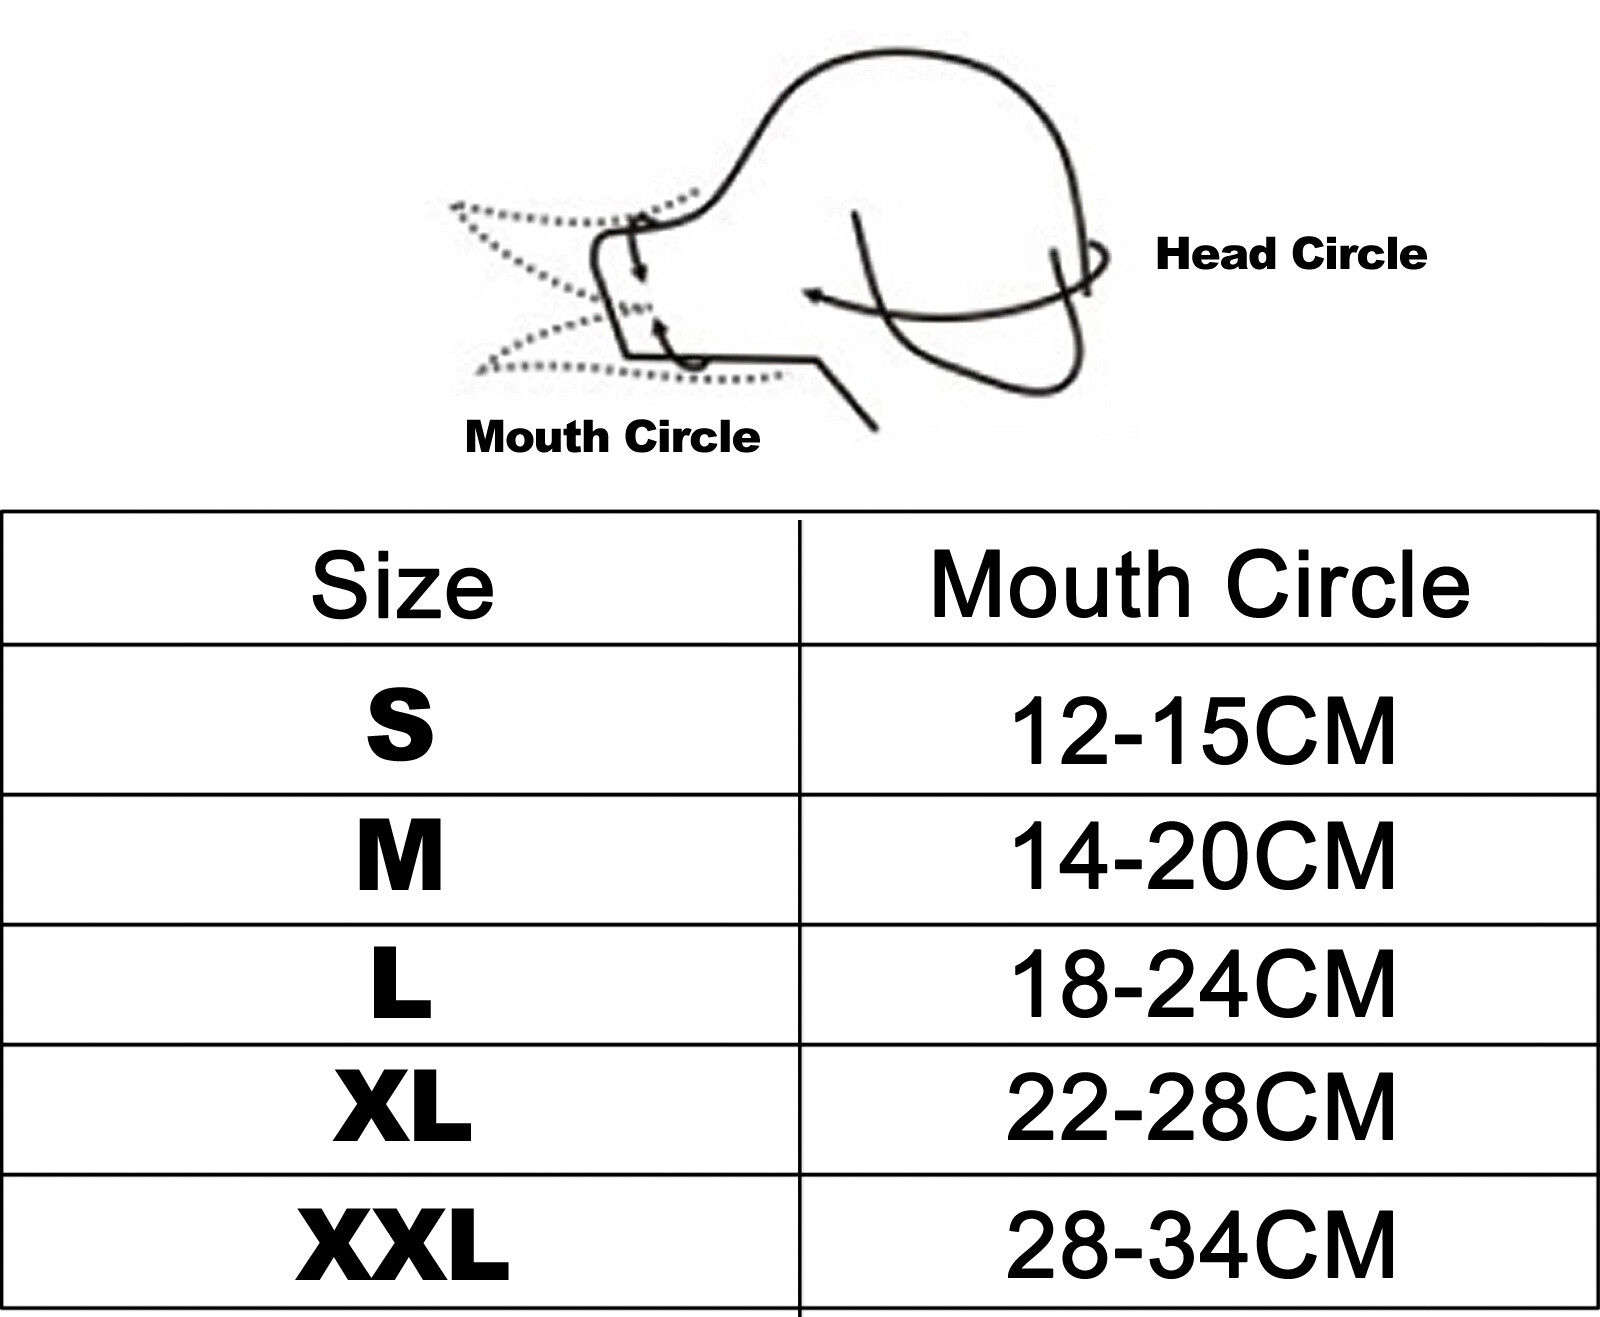 Head Circle
Mouth Circle
Size Mouth Circle
S 12-15CM
M 14-20CM
L 18-24CM
XL 22-28CM
XXL 28-34CM